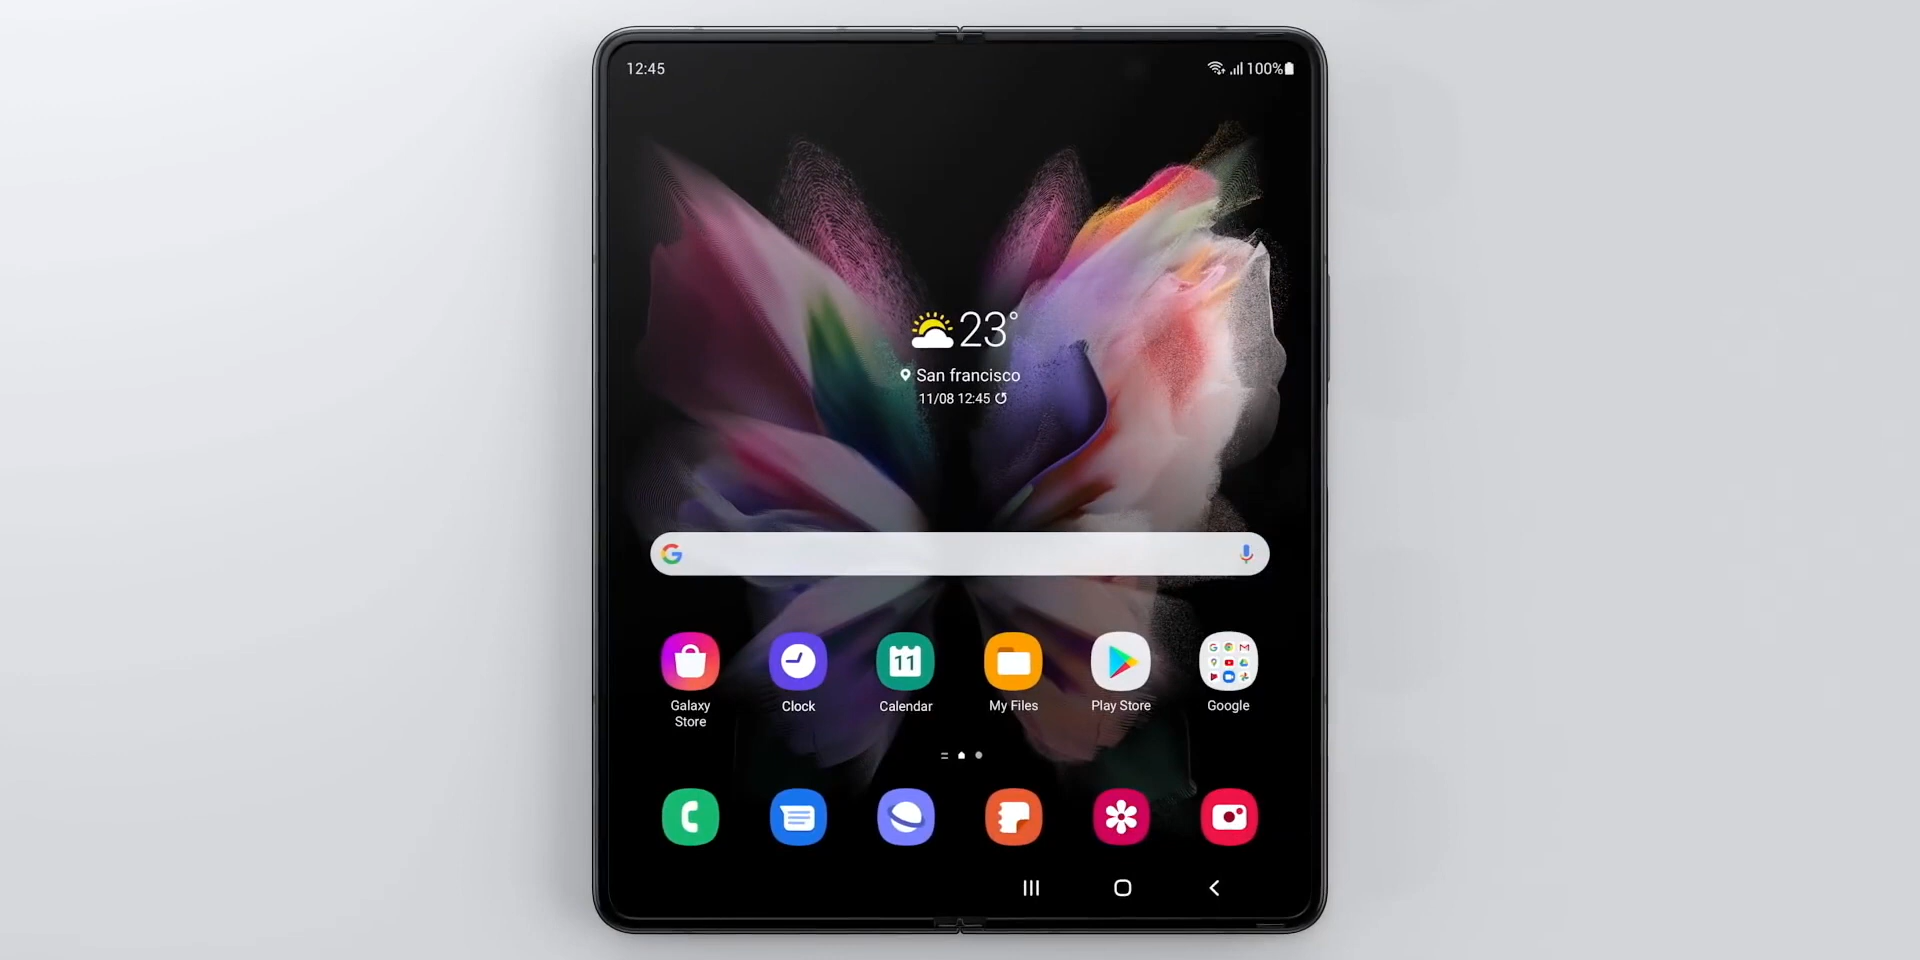 12:45
100%
23°
San francisco
11/08 12:45
11
Galaxy
Store
Clock
Calendar
My Files
Play Store
Google